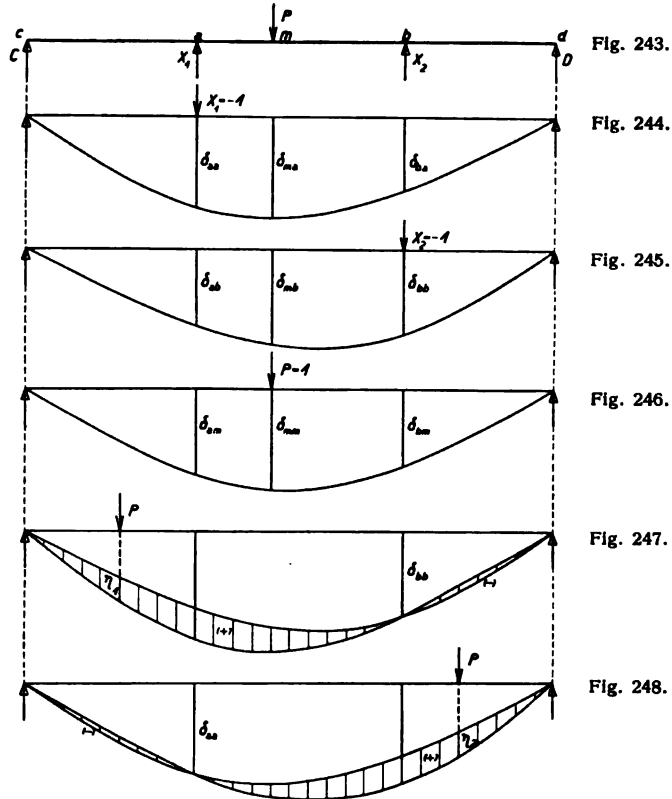 c a P m b d Fig. 243.
C X₁ X₂ D
X₁=-1 Fig. 244.
δaa δma δba
X₂=-1 Fig. 245.
δab δmb δbb
P=1 Fig. 246.
δam δmm δbm
P Fig. 247.
η₁ (+) δbb (-)
P Fig. 248.
(-) δaa (+) η₂